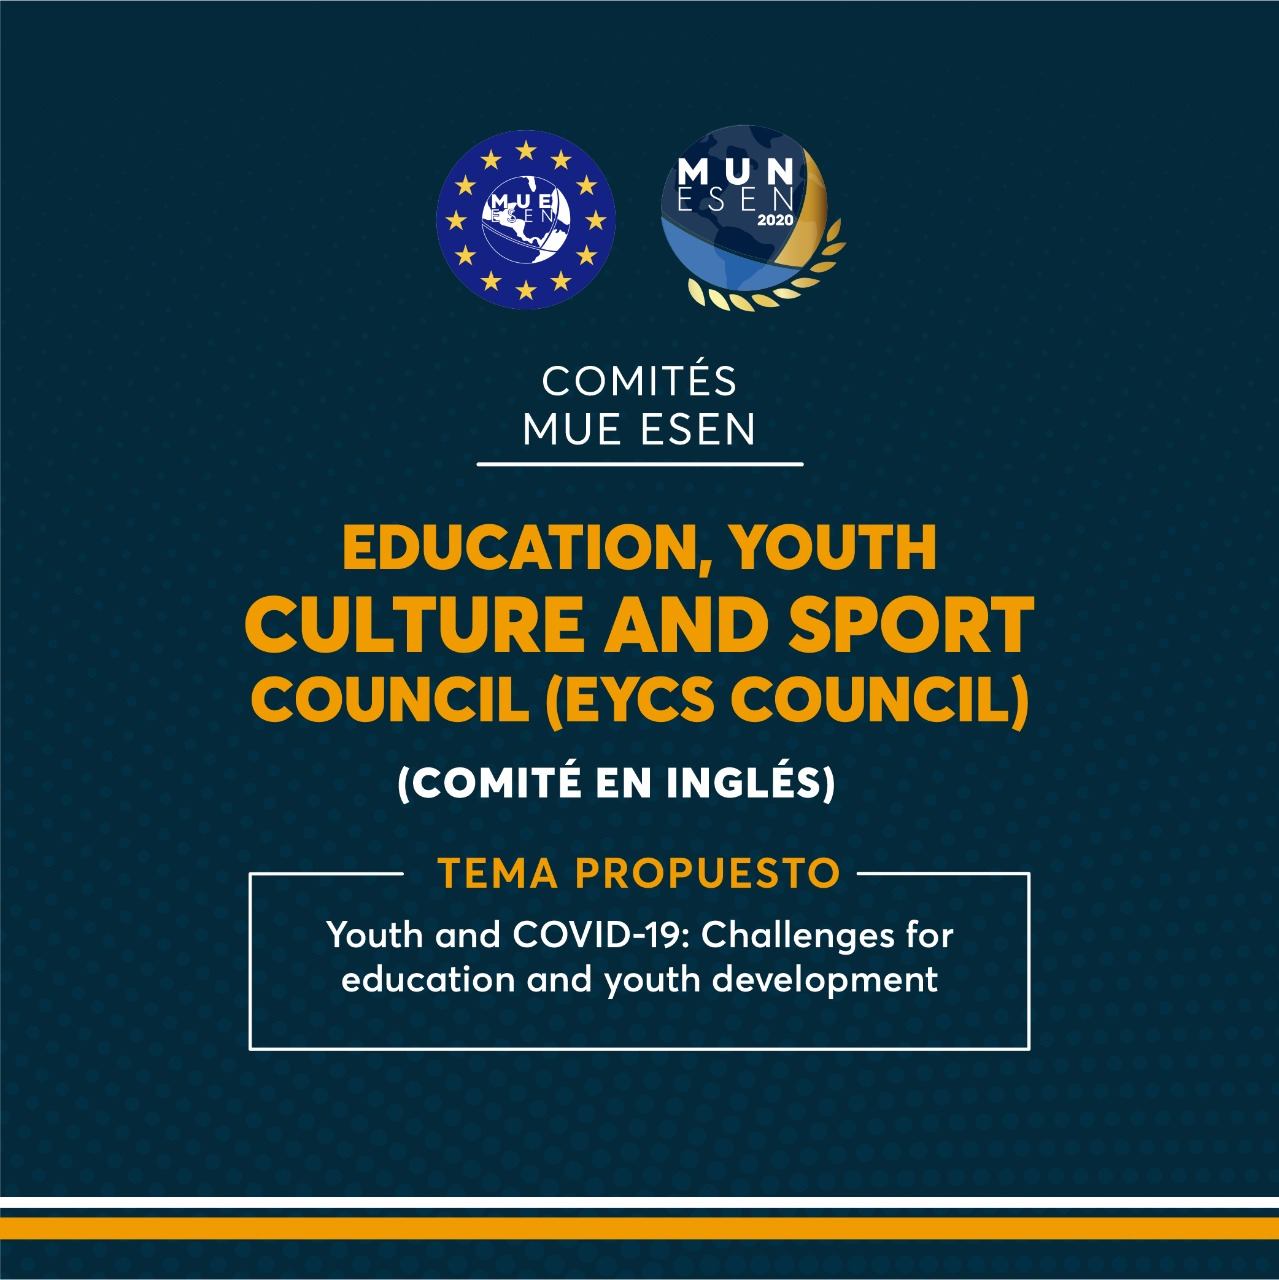 MUE
ESEN
MUN
ESEN
2020
COMITÉS
MUE ESEN
EDUCATION, YOUTH
CULTURE AND SPORT
COUNCIL (EYCS COUNCIL)
(COMITÉ EN INGLÉS)
TEMA PROPUESTO
Youth and COVID-19: Challenges for
education and youth development